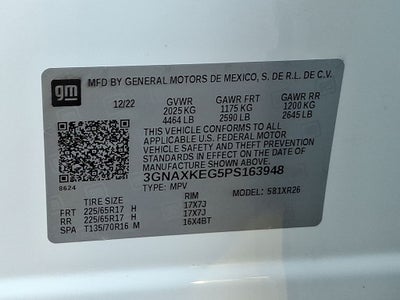 gm
MFD BY GENERAL MOTORS DE MEXICO, S. DE R.L. DE C.V.
12/22 GVWR GAWR FRT GAWR RR
2025 KG 1175 KG 1200 KG
4464 LB 2590 LB 2645 LB
THIS VEHICLE CONFORMS TO ALL
APPLICABLE U.S. FEDERAL MOTOR
VEHICLE SAFETY AND THEFT PREVENTION
STANDARDS IN EFFECT ON THE DATE OF
MANUFACTURE SHOWN ABOVE.
3GNAXKEG5PS163948
8624 TYPE: MPV MODEL: 5B1XR26
TIRE SIZE RIM
FRT 225/65R17 H 17X7J
RR 225/65R17 H 17X7J
SPA T135/70R16 M 16X4BT